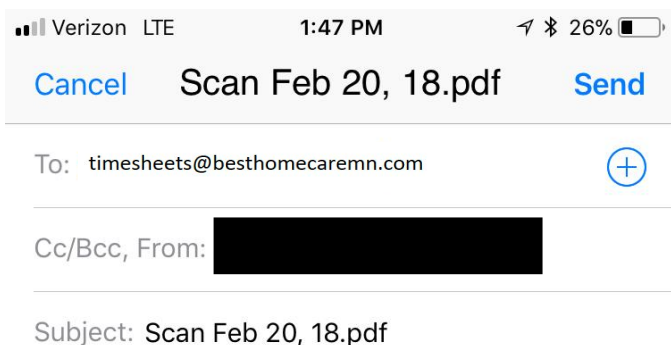 Verizon LTE 1:47 PM 26%
Cancel Scan Feb 20, 18.pdf Send
To: timesheets@besthomecaremn.com
Cc/Bcc, From:
Subject: Scan Feb 20, 18.pdf